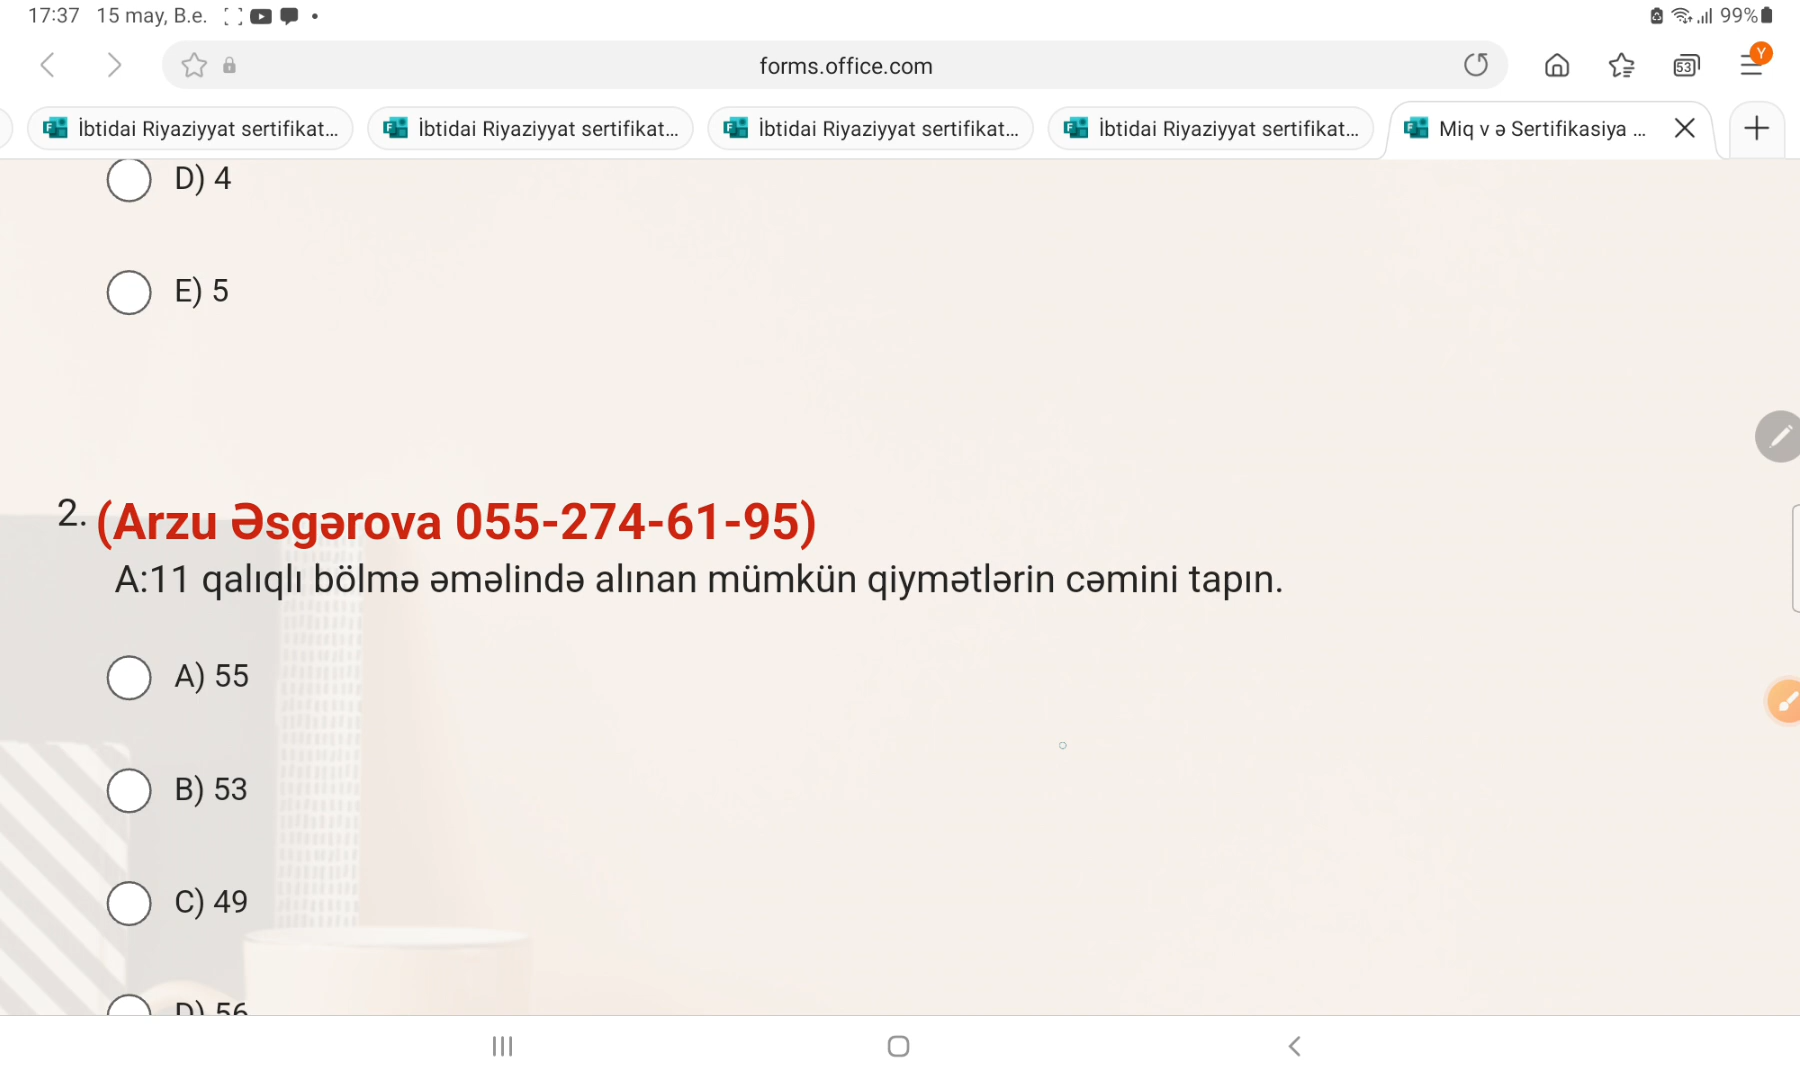 17:37 15 may, B.e. 99%
forms.office.com 53 Y
İbtidai Riyaziyyat sertifikat... İbtidai Riyaziyyat sertifikat... İbtidai Riyaziyyat sertifikat... İbtidai Riyaziyyat sertifikat... Miq v ə Sertifikasiya ...
D) 4
E) 5
2. (Arzu Əsgərova 055-274-61-95)
A:11 qalıqlı bölmə əməlində alınan mümkün qiymətlərin cəmini tapın.
A) 55
B) 53
C) 49
D) 56